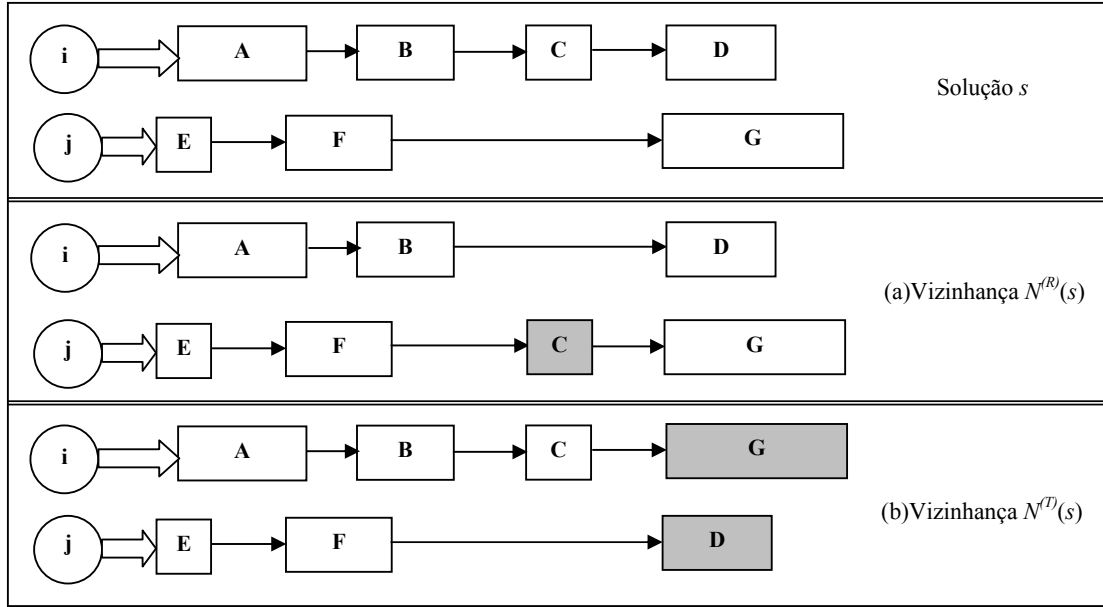 i A B C D
Solução s
j E F G
i A B D
(a)Vizinhança N(R)(s)
j E F C G
i A B C G
(b)Vizinhança N(T)(s)
j E F D